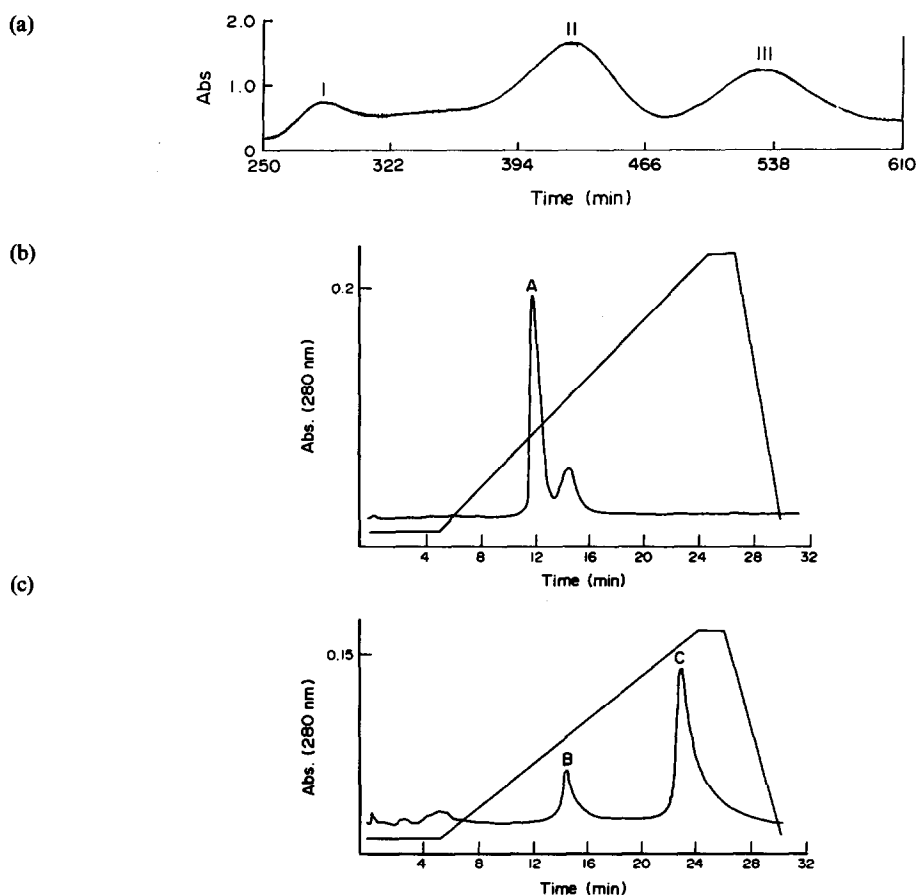 (a)
2.0
1.0
0
Abs
I
II
III
250 322 394 466 538 610
Time (min)
(b)
0.2
Abs. (280 nm)
A
4 8 12 16 20 24 28 32
Time (min)
(c)
0.15
Abs. (280 nm)
B
C
4 8 12 16 20 24 28 32
Time (min)